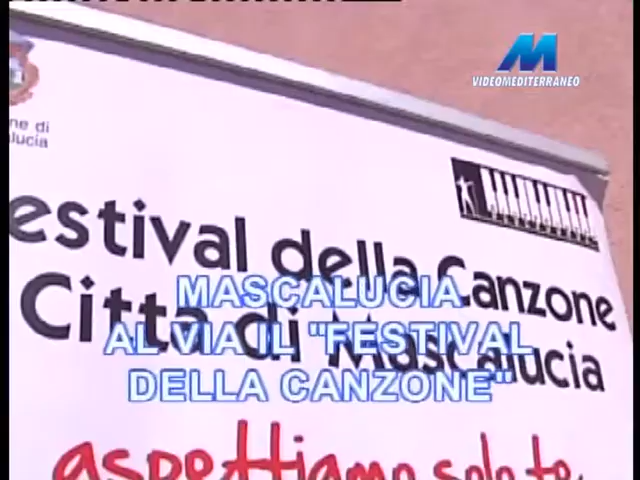 VIDEOMEDITERRANEO
ne di
alucia
estival della Canzone
Città di Mascalucia
MASCALUCIA
AL VIA IL "FESTIVAL
DELLA CANZONE"
aspettiamo solo te